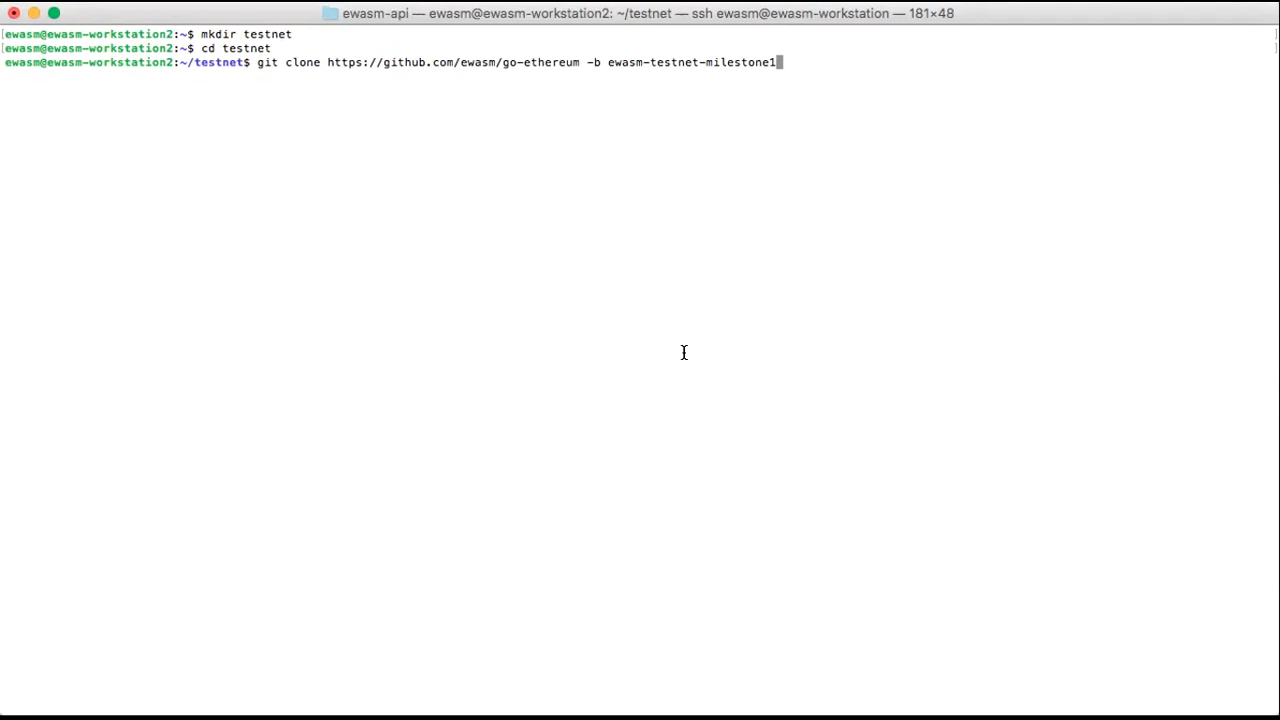 ewasm-api — ewasm@ewasm-workstation2: ~/testnet — ssh ewasm@ewasm-workstation — 181×48
[ewasm@ewasm-workstation2:~$ mkdir testnet ]
[ewasm@ewasm-workstation2:~$ cd testnet ]
ewasm@ewasm-workstation2:~/testnet$ git clone https://github.com/ewasm/go-ethereum -b ewasm-testnet-milestone1